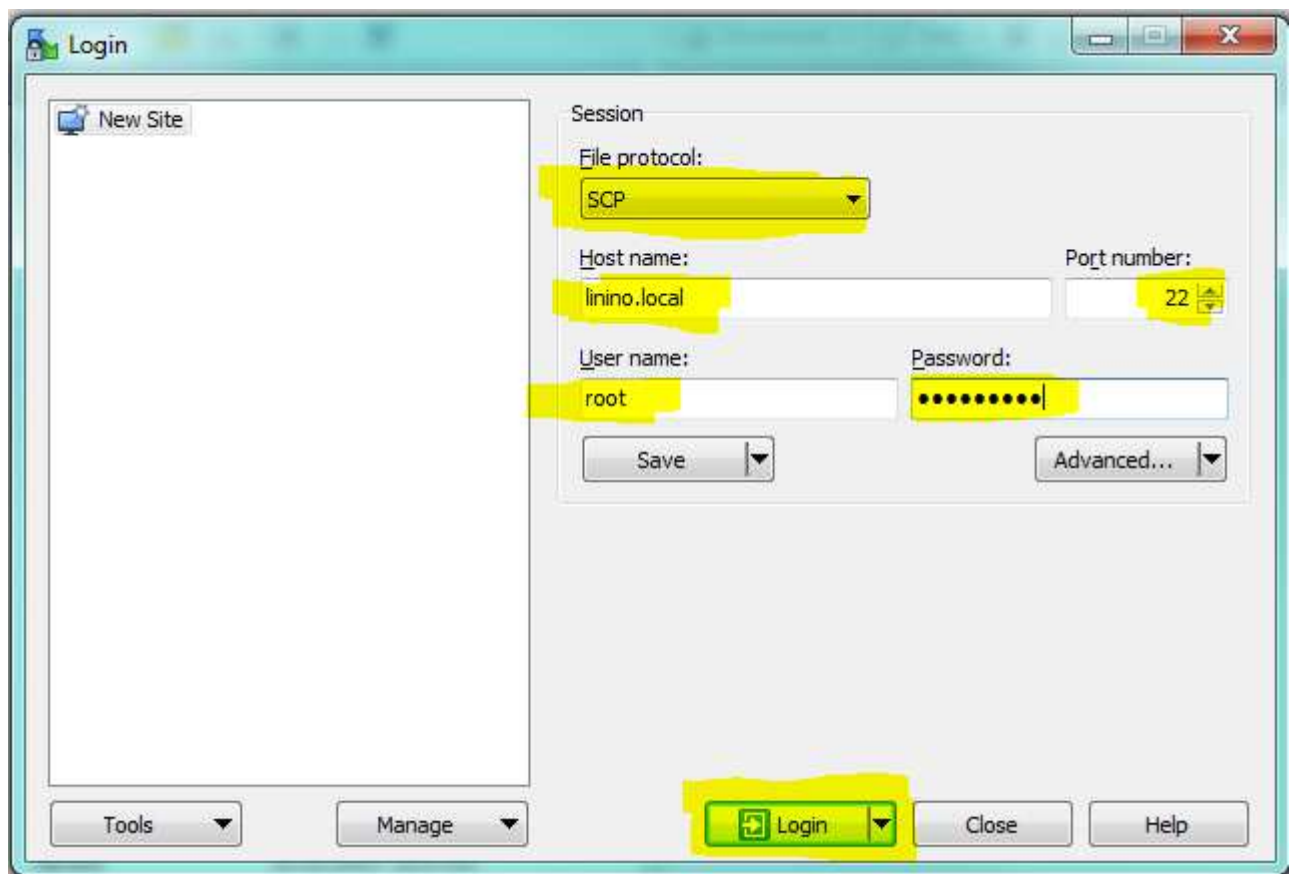 Login
New Site
Session
File protocol:
SCP
Host name:
Port number:
linino.local
22
User name:
Password:
root
•••••••••
Save
Advanced...
Tools
Manage
Login
Close
Help